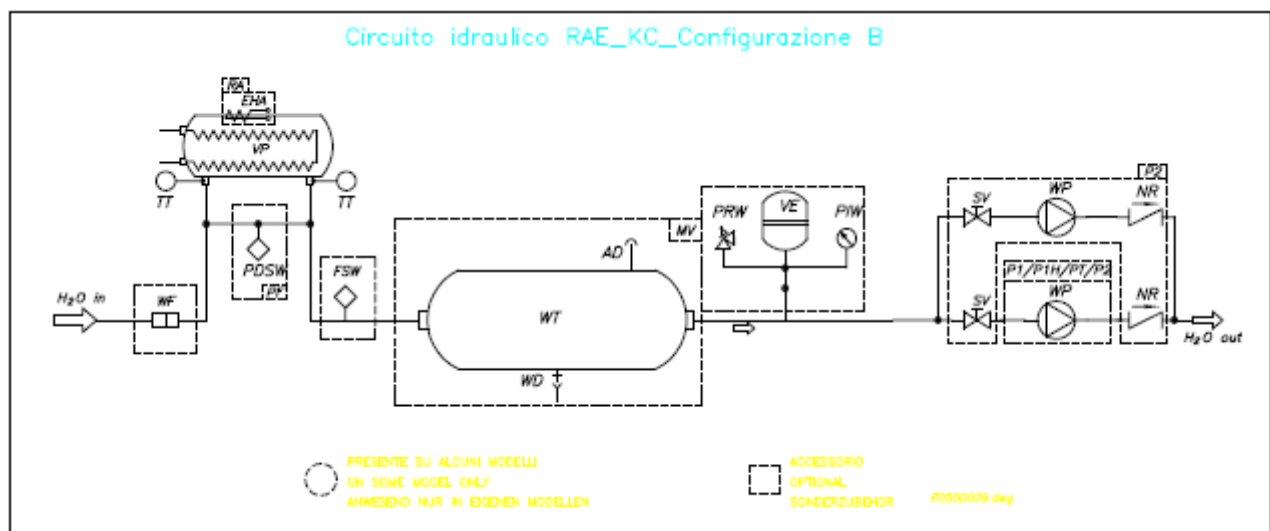 Circuito idraulico RAE_KC_Configurazione B
RA
EHA
VP
TT
TT
PDSW
PF
H₂O in
WF
FSW
MV
AD
WT
WD
PRW
VE
PIW
P2
SV
WP
NR
P1/P1H/PT/P2
SV
WP
NR
H₂O out
PRESENTE SU ALCUNI MODELLI
ON SOME MODEL ONLY
ANWESEND NUR IN EIGENEN MODELLEN
ACCESSORIO
OPTIONAL
SONDERZUBEHOR